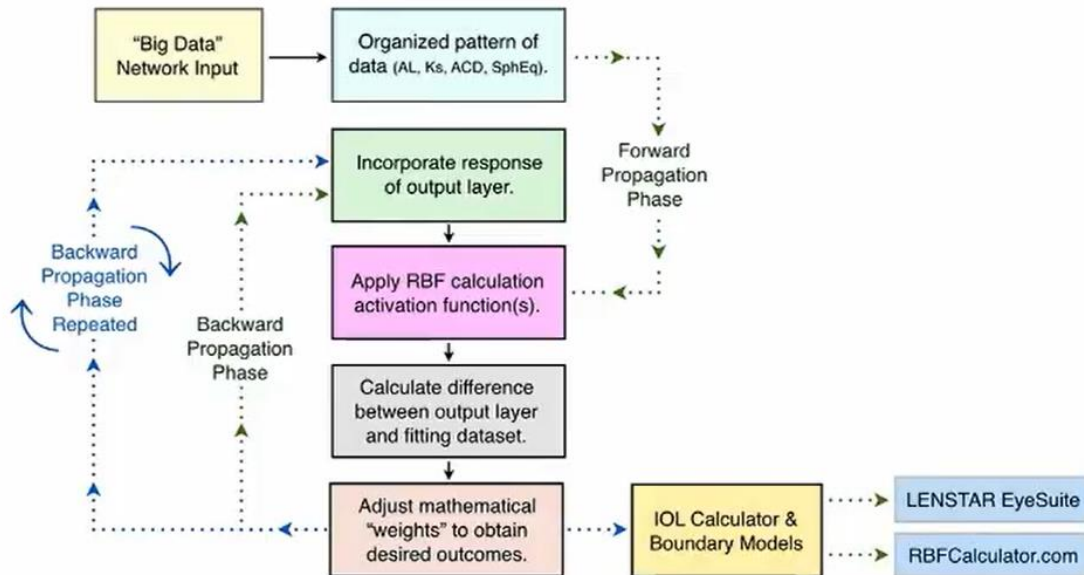 “Big Data”
Network Input
Organized pattern of
data (AL, Ks, ACD, SphEq).
Forward
Propagation
Phase
Incorporate response
of output layer.
Apply RBF calculation
activation function(s).
Backward
Propagation
Phase
Repeated
Backward
Propagation
Phase
Calculate difference
between output layer
and fitting dataset.
Adjust mathematical
“weights” to obtain
desired outcomes.
IOL Calculator &
Boundary Models
LENSTAR EyeSuite
RBFCalculator.com